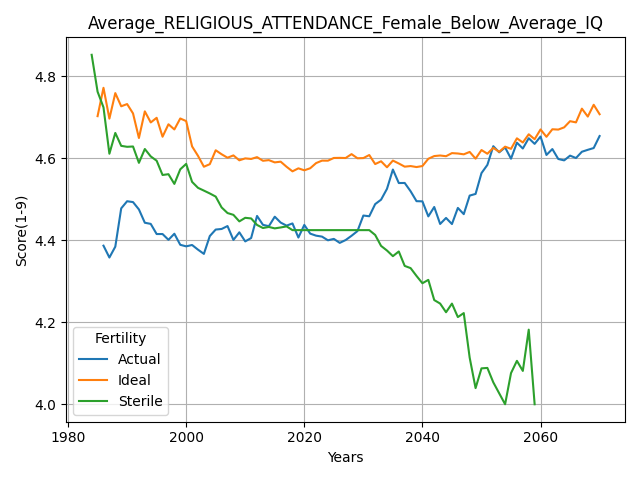 Average_RELIGIOUS_ATTENDANCE_Female_Below_Average_IQ
Score(1-9)
4.8
4.6
4.4
4.2
4.0
Fertility
Actual
Ideal
Sterile
1980
2000
2020
2040
2060
Years